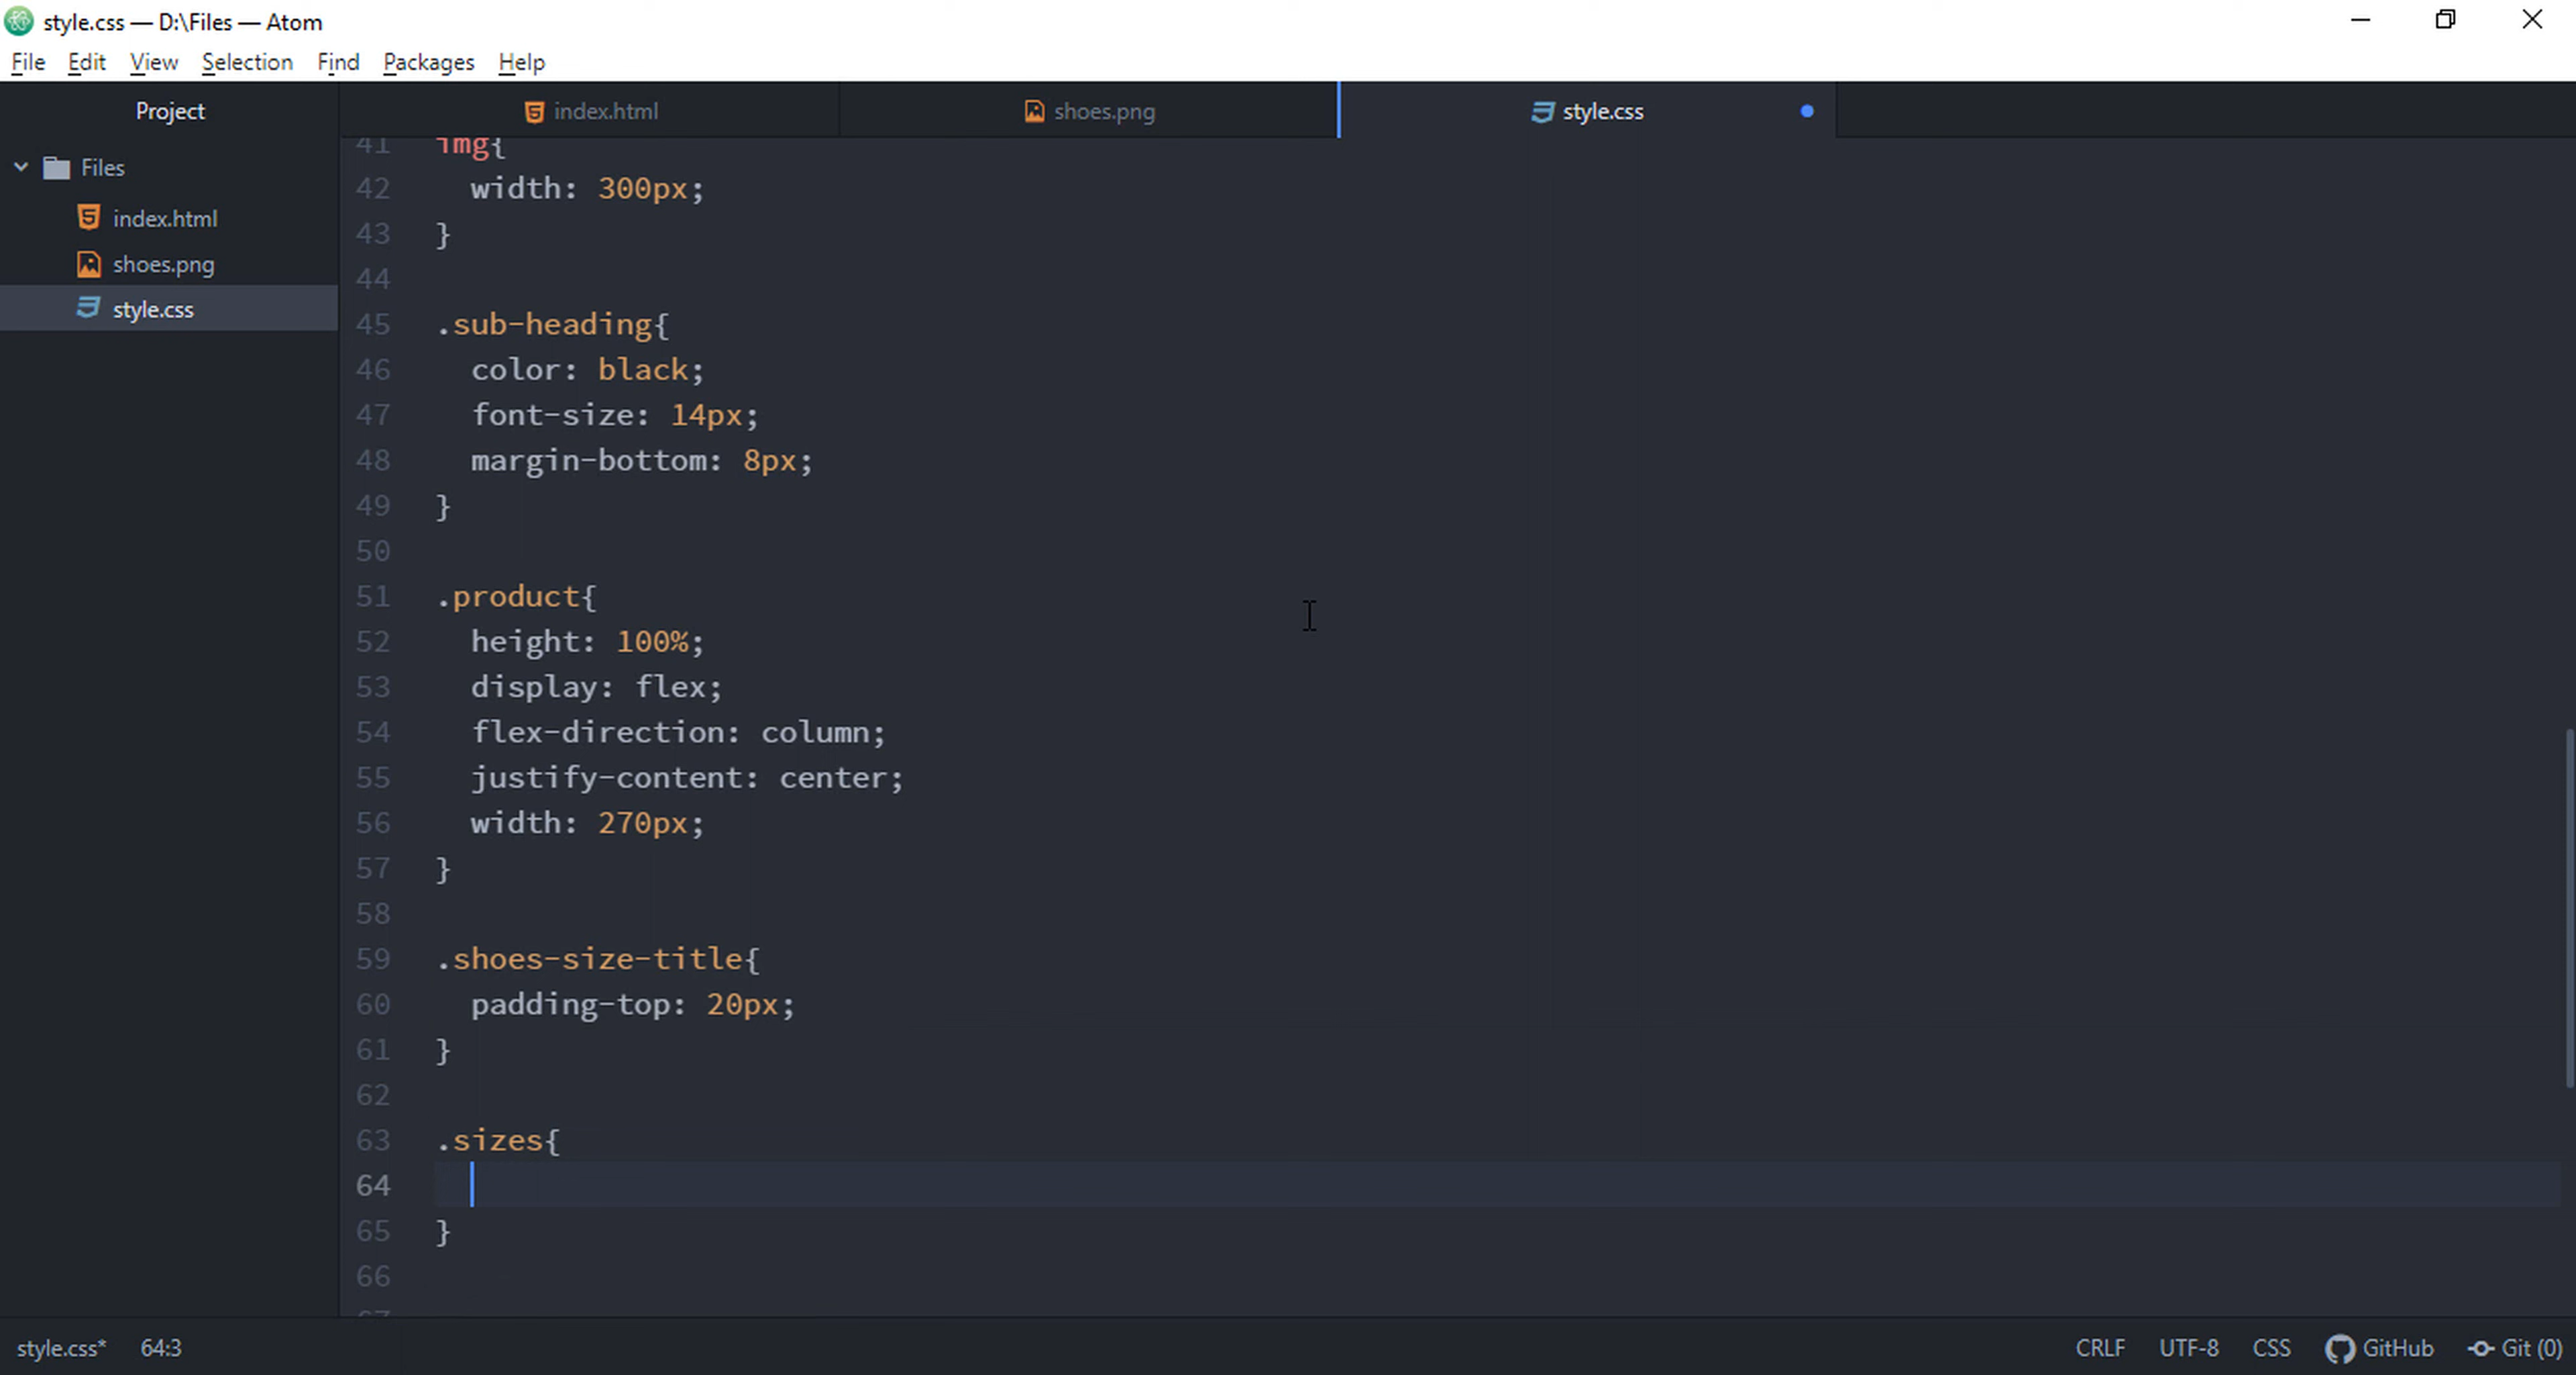 style.css — D:\Files — Atom
File Edit View Selection Find Packages Help
Project
index.html
shoes.png
style.css
Files
index.html
shoes.png
style.css
41 img{
42 width: 300px;
43 }
44
45 .sub-heading{
46 color: black;
47 font-size: 14px;
48 margin-bottom: 8px;
49 }
50
51 .product{
52 height: 100%;
53 display: flex;
54 flex-direction: column;
55 justify-content: center;
56 width: 270px;
57 }
58
59 .shoes-size-title{
60 padding-top: 20px;
61 }
62
63 .sizes{
64
65 }
66
style.css* 64:3 CRLF UTF-8 CSS GitHub Git (0)